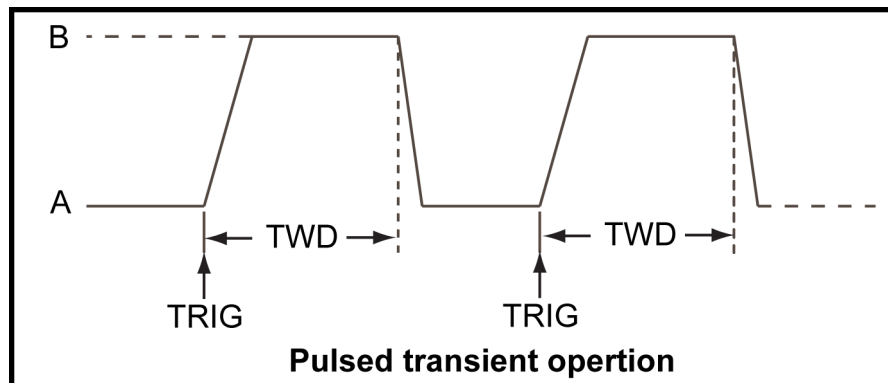 B
A
TWD
TWD
TRIG
TRIG
Pulsed transient opertion